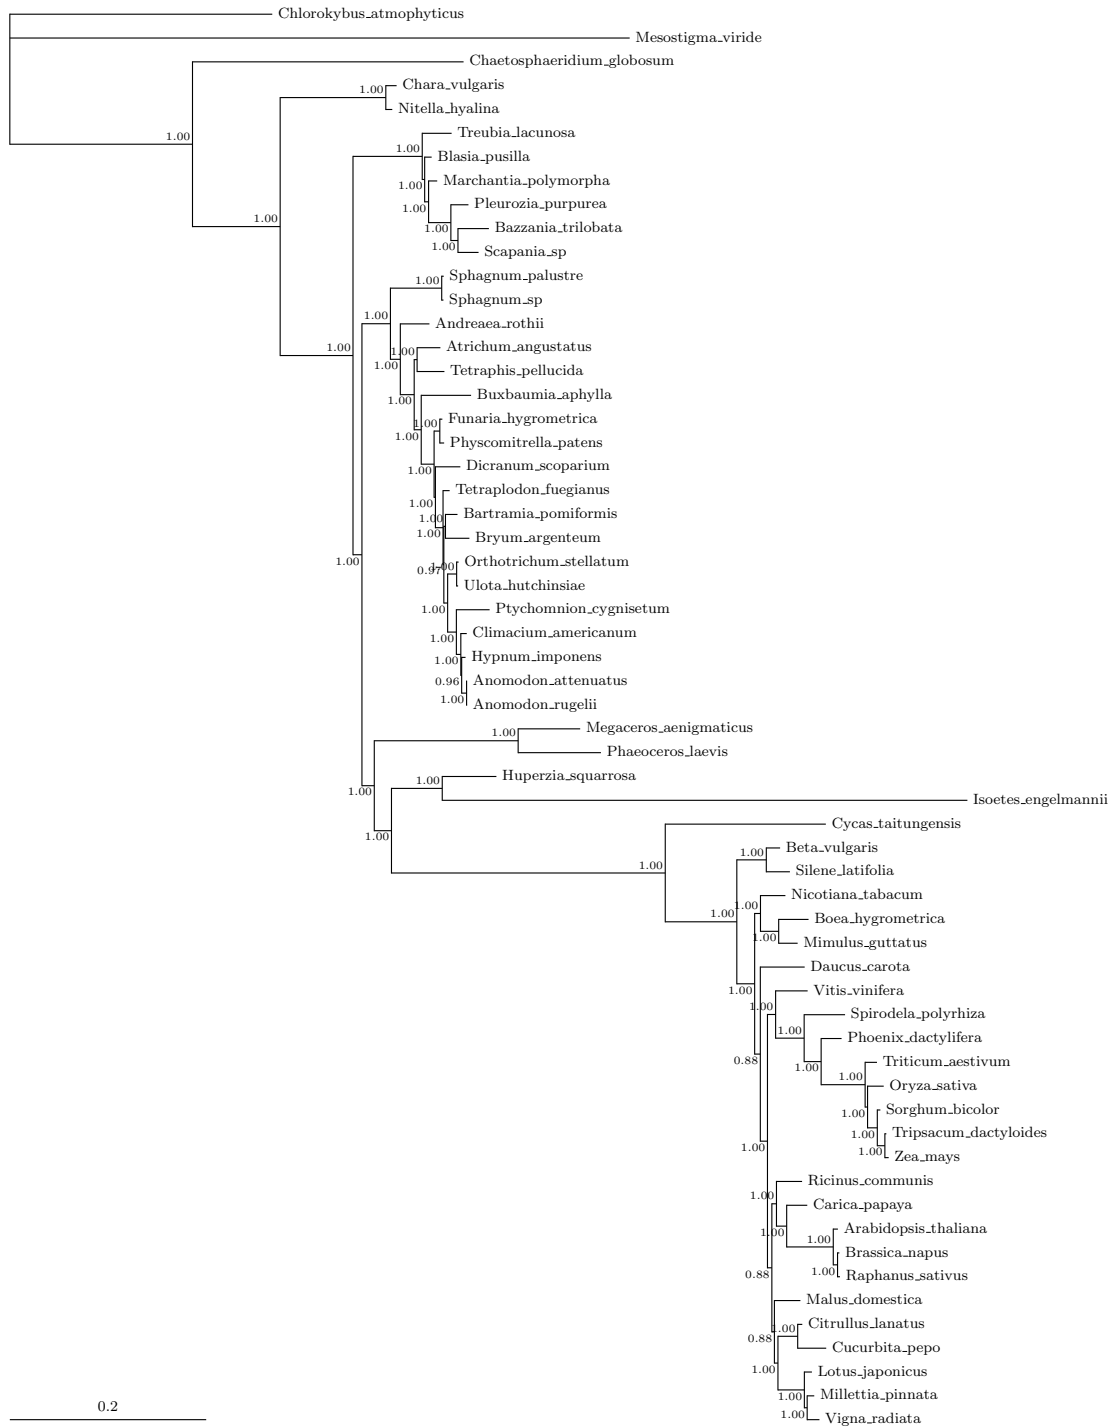 Chlorokybus_atmophyticus
Mesostigma_viride
Chaetosphaeridium_globosum
1.00
Chara_vulgaris
Nitella_hyalina
Treubia_lacunosa
1.00
1.00
Blasia_pusilla
1.00
Marchantia_polymorpha
1.00
Pleurozia_purpurea
1.00
1.00
Bazzania_trilobata
1.00
Scapania_sp
Sphagnum_palustre
1.00
Sphagnum_sp
1.00
Andreaea_rothii
1.00
Atrichum_angustatus
1.00
1.00
Tetraphis_pellucida
Buxbaumia_aphylla
1.00
Funaria_hygrometrica
1.00
1.00
Physcomitrella_patens
Dicranum_scoparium
1.00
Tetraplodon_fuegianus
1.00
Bartramia_pomiformis
1.00
1.00
Bryum_argenteum
1.00
Orthotrichum_stellatum
1.00
0.97
Ulota_hutchinsiae
1.00
Ptychomnion_cygnisetum
Climacium_americanum
1.00
Hypnum_imponens
1.00
Anomodon_attenuatus
0.96
1.00
Anomodon_rugelii
Megaceros_aenigmaticus
1.00
Phaeoceros_laevis
Huperzia_squarrosa
1.00
1.00
Isoetes_engelmannii
Cycas_taitungensis
1.00
Beta_vulgaris
1.00
1.00
Silene_latifolia
Nicotiana_tabacum
1.00
1.00
Boea_hygrometrica
1.00
Mimulus_guttatus
Daucus_carota
1.00
Vitis_vinifera
1.00
Spirodela_polyrhiza
1.00
Phoenix_dactylifera
0.88
Triticum_aestivum
1.00
1.00
Oryza_sativa
Sorghum_bicolor
1.00
Tripsacum_dactyloides
1.00
1.00
1.00
Zea_mays
Ricinus_communis
1.00
Carica_papaya
1.00
Arabidopsis_thaliana
1.00
Brassica_napus
1.00
0.88
Raphanus_sativus
Malus_domestica
Citrullus_lanatus
1.00
0.88
Cucurbita_pepo
1.00
Lotus_japonicus
1.00
Millettia_pinnata
1.00
Vigna_radiata
0.2